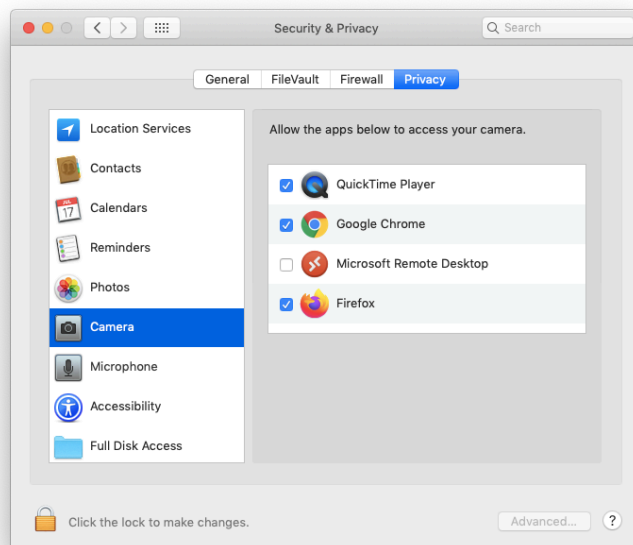 Security & Privacy
Search
General
FileVault
Firewall
Privacy
Location Services
Contacts
JUL
17
Calendars
Reminders
Photos
Camera
Microphone
Accessibility
Full Disk Access
Allow the apps below to access your camera.
QuickTime Player
Google Chrome
Microsoft Remote Desktop
Firefox
Click the lock to make changes.
Advanced...
?